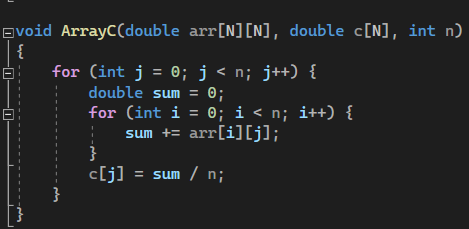 void ArrayC(double arr[N][N], double c[N], int n)
{
    for (int j = 0; j < n; j++) {
        double sum = 0;
        for (int i = 0; i < n; i++) {
            sum += arr[i][j];
        }
        c[j] = sum / n;
    }
}